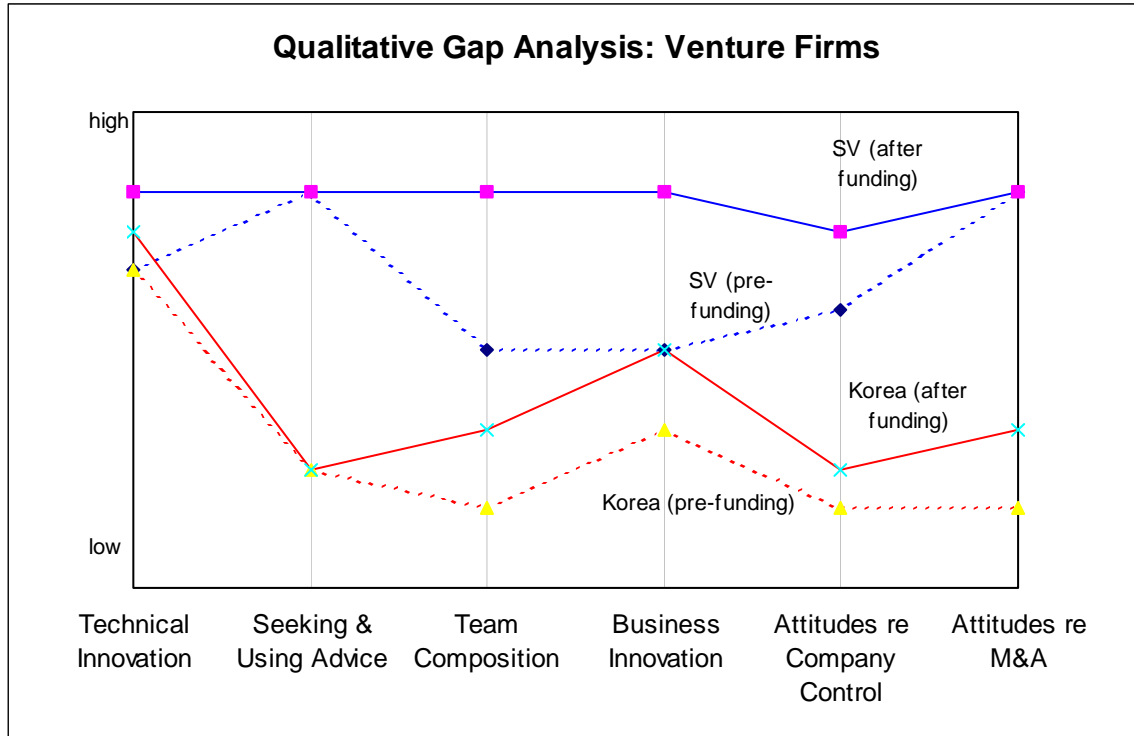 Qualitative Gap Analysis: Venture Firms
high
SV (after
funding)
SV (pre-
funding)
Korea (after
funding)
Korea (pre-funding)
low
Technical
Innovation
Seeking &
Using Advice
Team
Composition
Business
Innovation
Attitudes re
Company
Control
Attitudes re
M&A